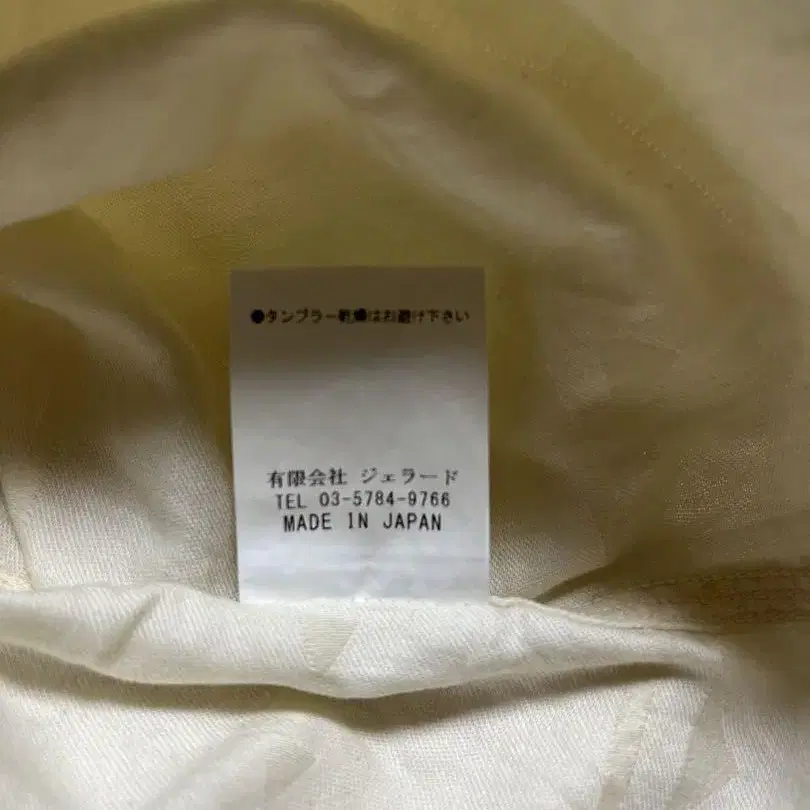 ●タンブラー乾燥はお避け下さい
有限会社 ジェラード
TEL 03-5784-9766
MADE IN JAPAN